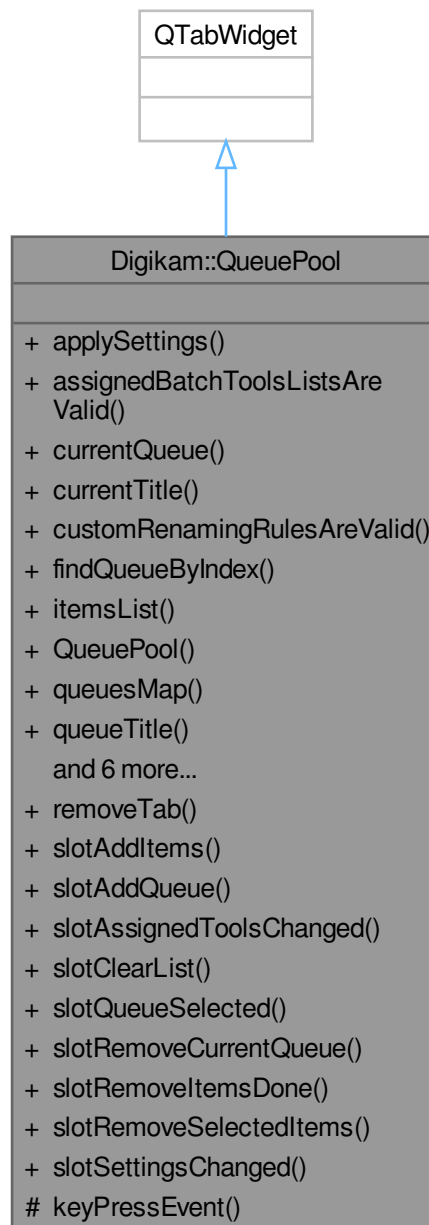 QTabWidget
Digikam::QueuePool
+ applySettings()
+ assignedBatchToolsListsAre
Valid()
+ currentQueue()
+ currentTitle()
+ customRenamingRulesAreValid()
+ findQueueByIndex()
+ itemsList()
+ QueuePool()
+ queuesMap()
+ queueTitle()
and 6 more...
+ removeTab()
+ slotAddItems()
+ slotAddQueue()
+ slotAssignedToolsChanged()
+ slotClearList()
+ slotQueueSelected()
+ slotRemoveCurrentQueue()
+ slotRemoveItemsDone()
+ slotRemoveSelectedItems()
+ slotSettingsChanged()
# keyPressEvent()